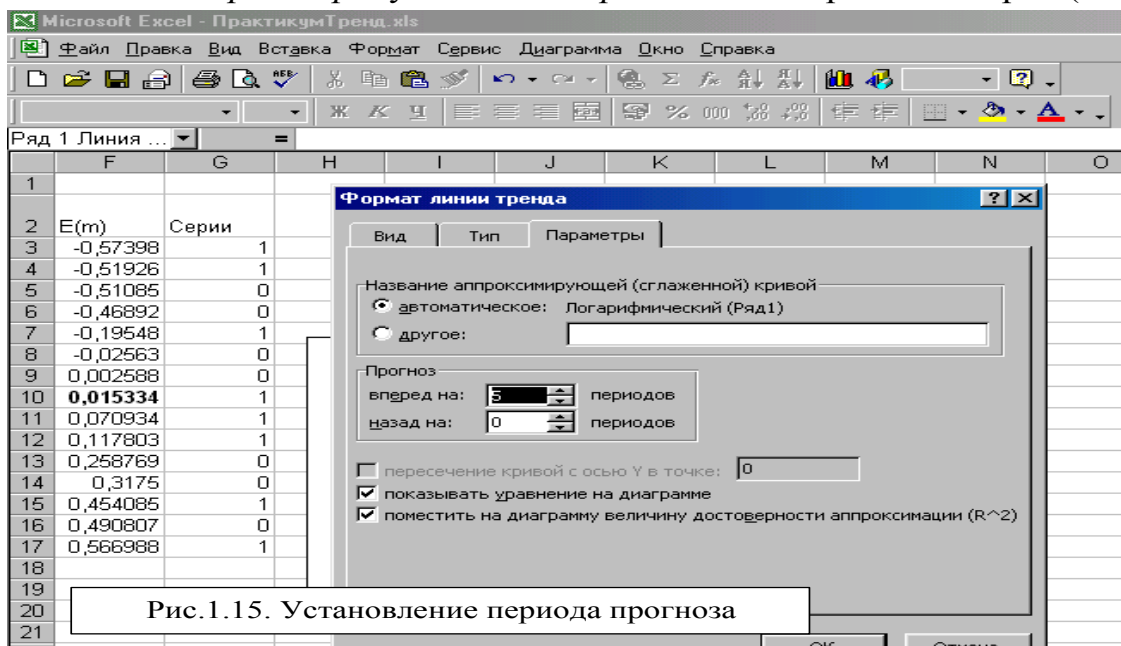 Microsoft Excel - ПрактикумТренд.xls
Файл Правка Вид Вставка Формат Сервис Диаграмма Окно Справка
Ж К Ч % 000
Ряд 1 Линия ... =
F G H I J K L M N O
1
2 E(m) Серии
3 -0,57398 1
4 -0,51926 1
5 -0,51085 0
6 -0,46892 0
7 -0,19548 1
8 -0,02563 0
9 0,002588 0
10 0,015334 1
11 0,070934 1
12 0,117803 1
13 0,258769 0
14 0,3175 0
15 0,454085 1
16 0,490807 0
17 0,566988 1
18
19
20
21
Формат линии тренда
Вид Тип Параметры
Название аппроксимирующей (сглаженной) кривой
автоматическое: Логарифмический (Ряд1)
другое:
Прогноз
вперед на: 5 периодов
назад на: 0 периодов
пересечение кривой с осью Y в точке: 0
показывать уравнение на диаграмме
поместить на диаграмму величину достоверности аппроксимации (R^2)
Рис.1.15. Установление периода прогноза